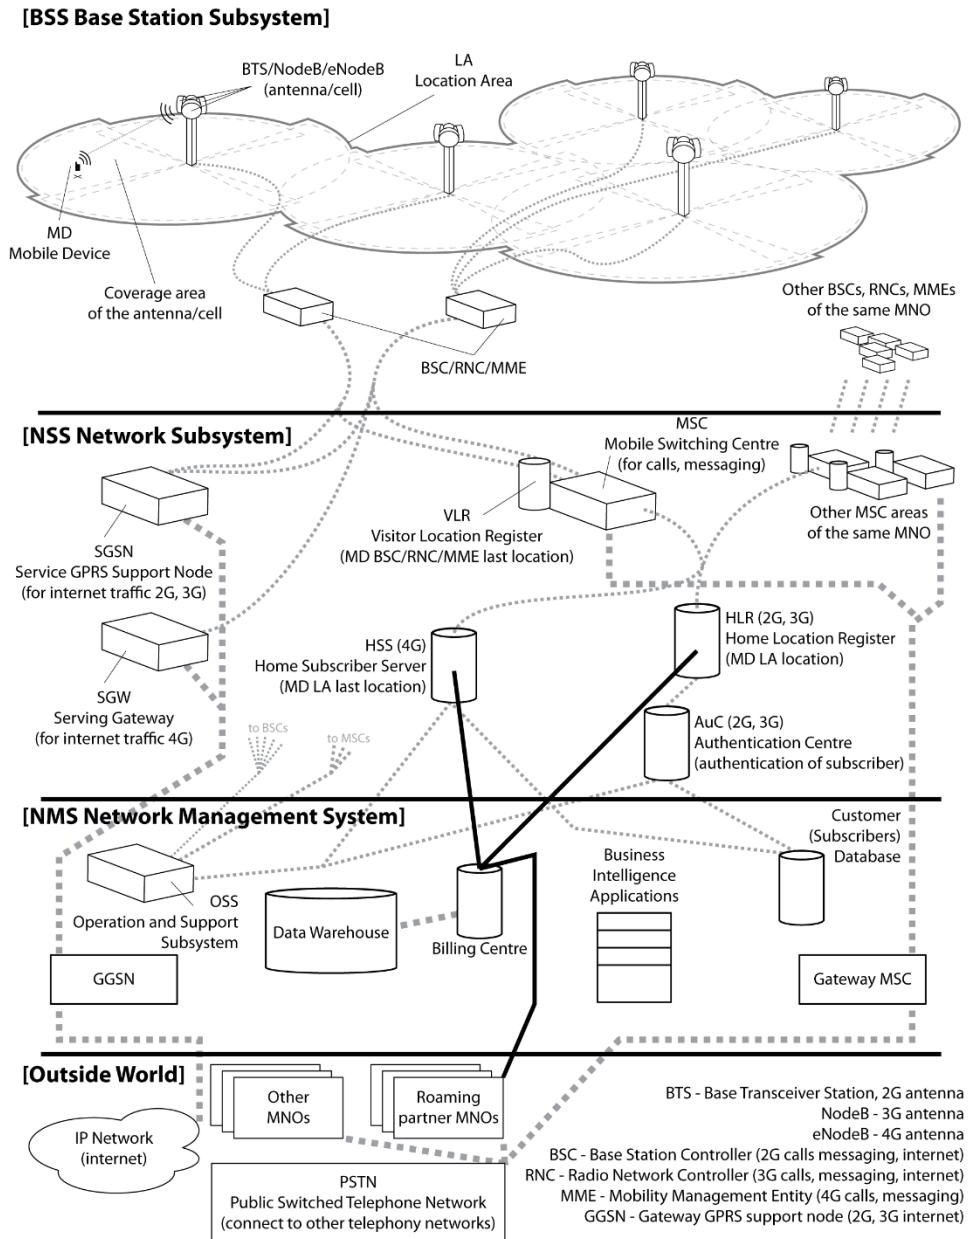 [BSS Base Station Subsystem]
BTS/NodeB/eNodeB
(antenna/cell)
LA
Location Area
MD
Mobile Device
Coverage area
of the antenna/cell
BSC/RNC/MME
Other BSCs, RNCs, MMEs
of the same MNO
[NSS Network Subsystem]
MSC
Mobile Switching Centre
(for calls, messaging)
VLR
Visitor Location Register
(MD BSC/RNC/MME last location)
Other MSC areas
of the same MNO
SGSN
Service GPRS Support Node
(for internet traffic 2G, 3G)
HSS (4G)
Home Subscriber Server
(MD LA last location)
HLR (2G, 3G)
Home Location Register
(MD LA location)
SGW
Serving Gateway
(for internet traffic 4G)
to BSCs
to MSCs
AuC (2G, 3G)
Authentication Centre
(authentication of subscriber)
[NMS Network Management System]
Customer
(Subscribers)
Database
OSS
Operation and Support
Subsystem
Data Warehouse
Billing Centre
Business
Intelligence
Applications
GGSN
Gateway MSC
[Outside World]
IP Network
(internet)
Other
MNOs
Roaming
partner MNOs
PSTN
Public Switched Telephone Network
(connect to other telephony networks)
BTS - Base Transceiver Station, 2G antenna
NodeB - 3G antenna
eNodeB - 4G antenna
BSC - Base Station Controller (2G calls messaging, internet)
RNC - Radio Network Controller (3G calls, messaging, internet)
MME - Mobility Management Entity (4G calls, messaging)
GGSN - Gateway GPRS support node (2G, 3G internet)